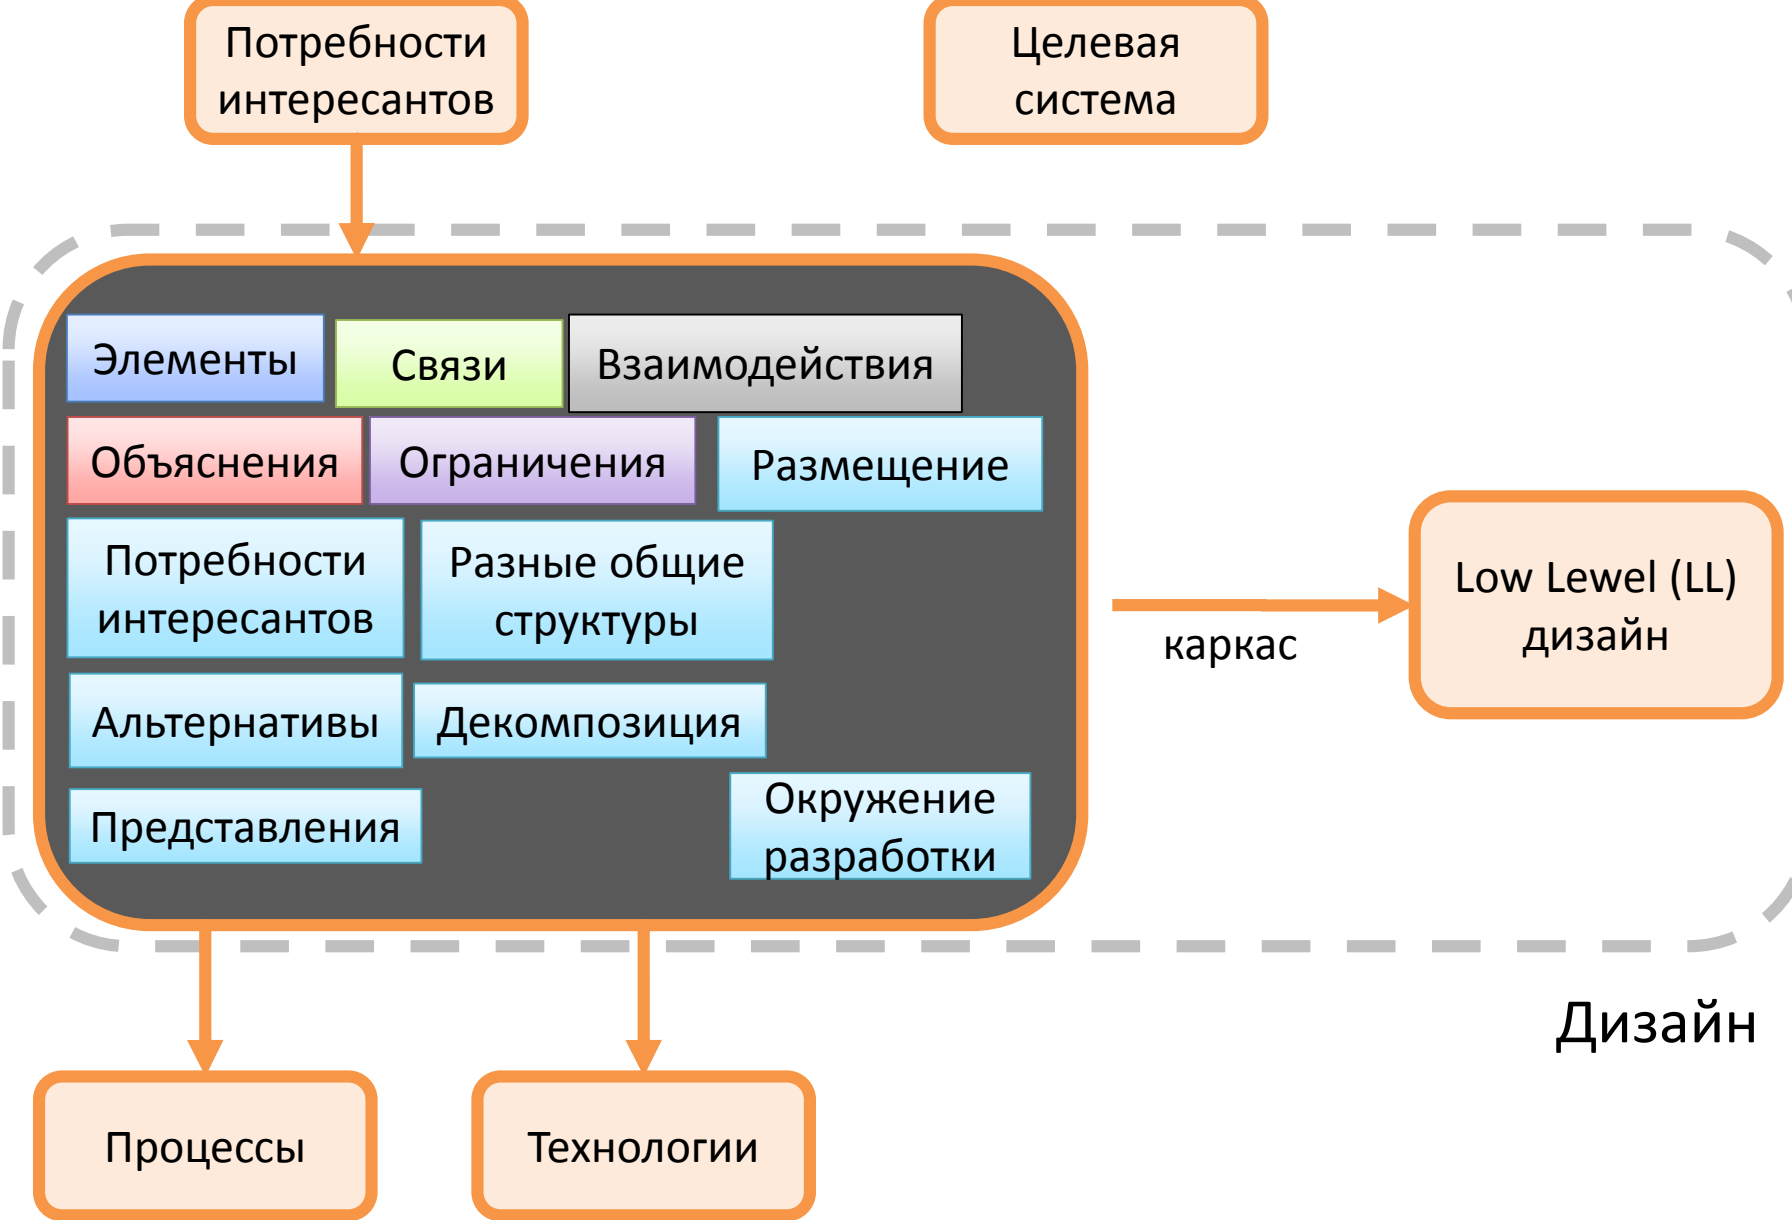 Потребности
интересантов
Целевая
система
Элементы
Связи
Взаимодействия
Объяснения
Ограничения
Размещение
Потребности
интересантов
Разные общие
структуры
Альтернативы
Декомпозиция
Представления
Окружение
разработки
каркас
Low Lewel (LL)
дизайн
Дизайн
Процессы
Технологии